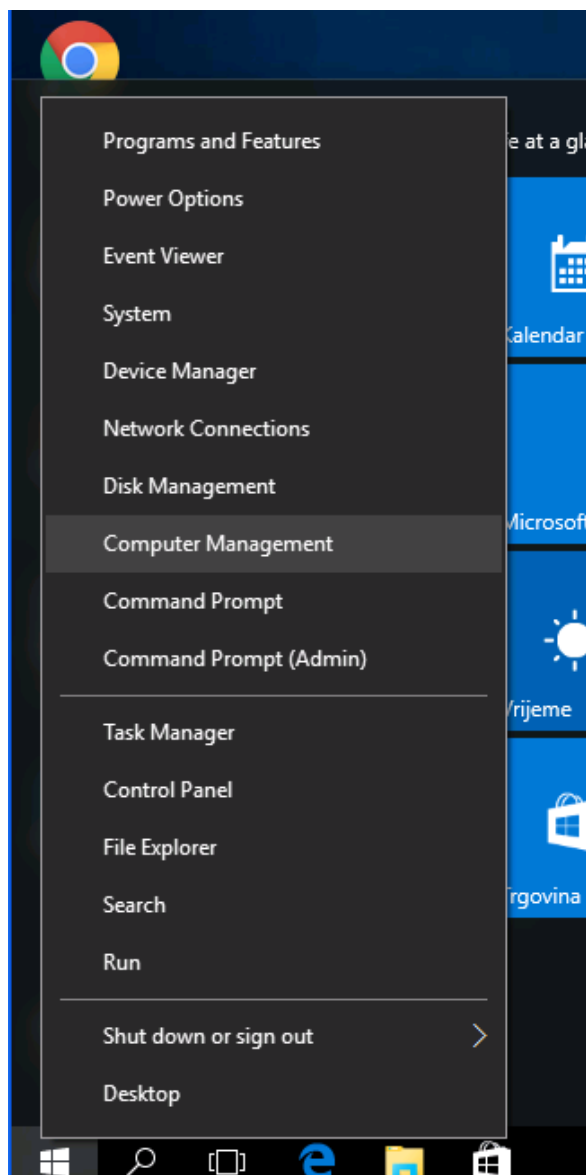 Programs and Features
e at a gl
Power Options
Event Viewer
System
Kalendar
Device Manager
Network Connections
Disk Management
Microsoft
Computer Management
Command Prompt
Command Prompt (Admin)
Vrijeme
Task Manager
Control Panel
File Explorer
Trgovina
Search
Run
Shut down or sign out
Desktop